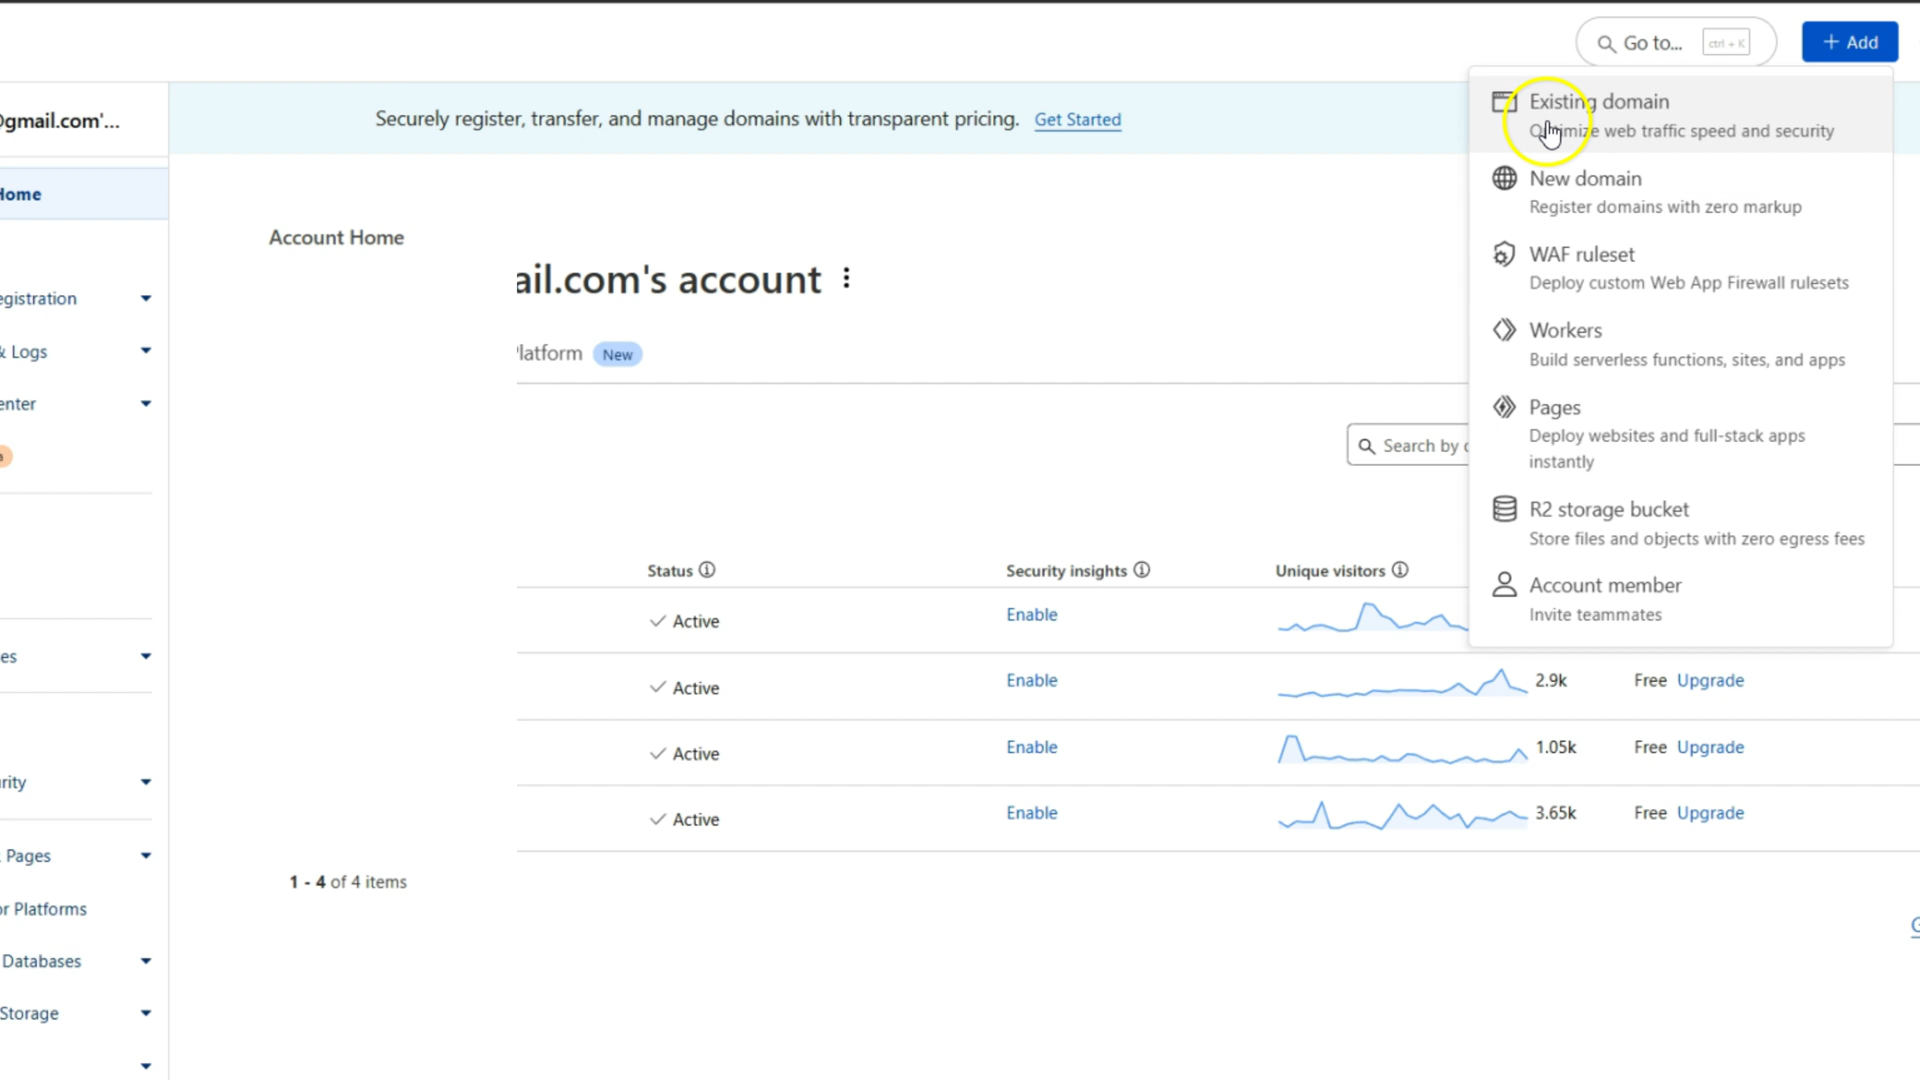 Go to...
ctrl + K
+ Add
@gmail.com'...
Securely register, transfer, and manage domains with transparent pricing. Get Started
Existing domain
Optimize web traffic speed and security
New domain
Register domains with zero markup
WAF ruleset
Deploy custom Web App Firewall rulesets
Workers
Build serverless functions, sites, and apps
Pages
Deploy websites and full-stack apps
instantly
R2 storage bucket
Store files and objects with zero egress fees
Account member
Invite teammates
Home
egistration
& Logs
enter
es
rity
Pages
or Platforms
Databases
Storage
Account Home
ail.com's account
latform New
Search by
Status Security insights Unique visitors
Active Enable
Active Enable 2.9k Free Upgrade
Active Enable 1.05k Free Upgrade
Active Enable 3.65k Free Upgrade
1 - 4 of 4 items